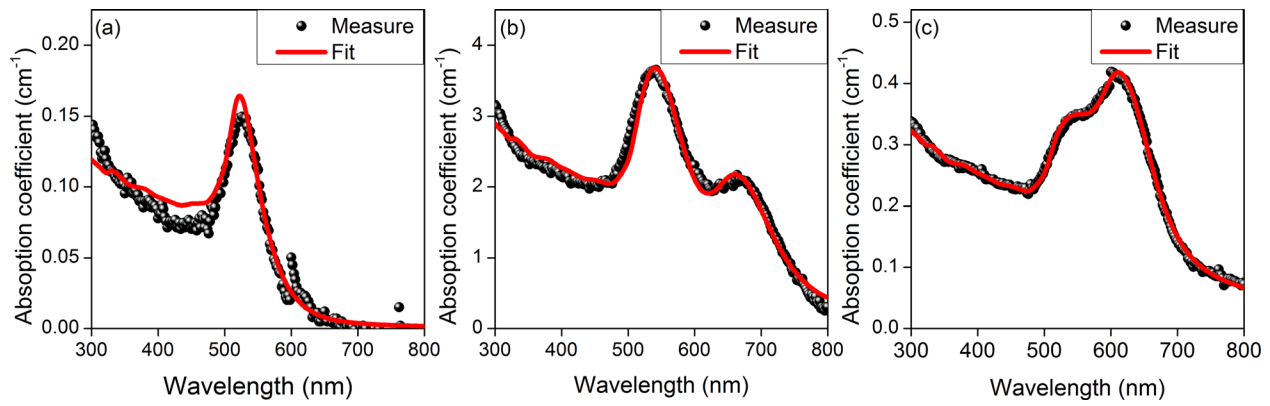 (a)
Measure
Fit
0.20
0.15
0.10
0.05
0.00
Absoption coefficient (cm⁻¹)
300 400 500 600 700 800
Wavelength (nm)
(b)
Measure
Fit
4
3
2
1
0
Absoption coefficient (cm⁻¹)
300 400 500 600 700 800
Wavelength (nm)
(c)
Measure
Fit
0.5
0.4
0.3
0.2
0.1
0.0
Absoption coefficient (cm⁻¹)
300 400 500 600 700 800
Wavelength (nm)